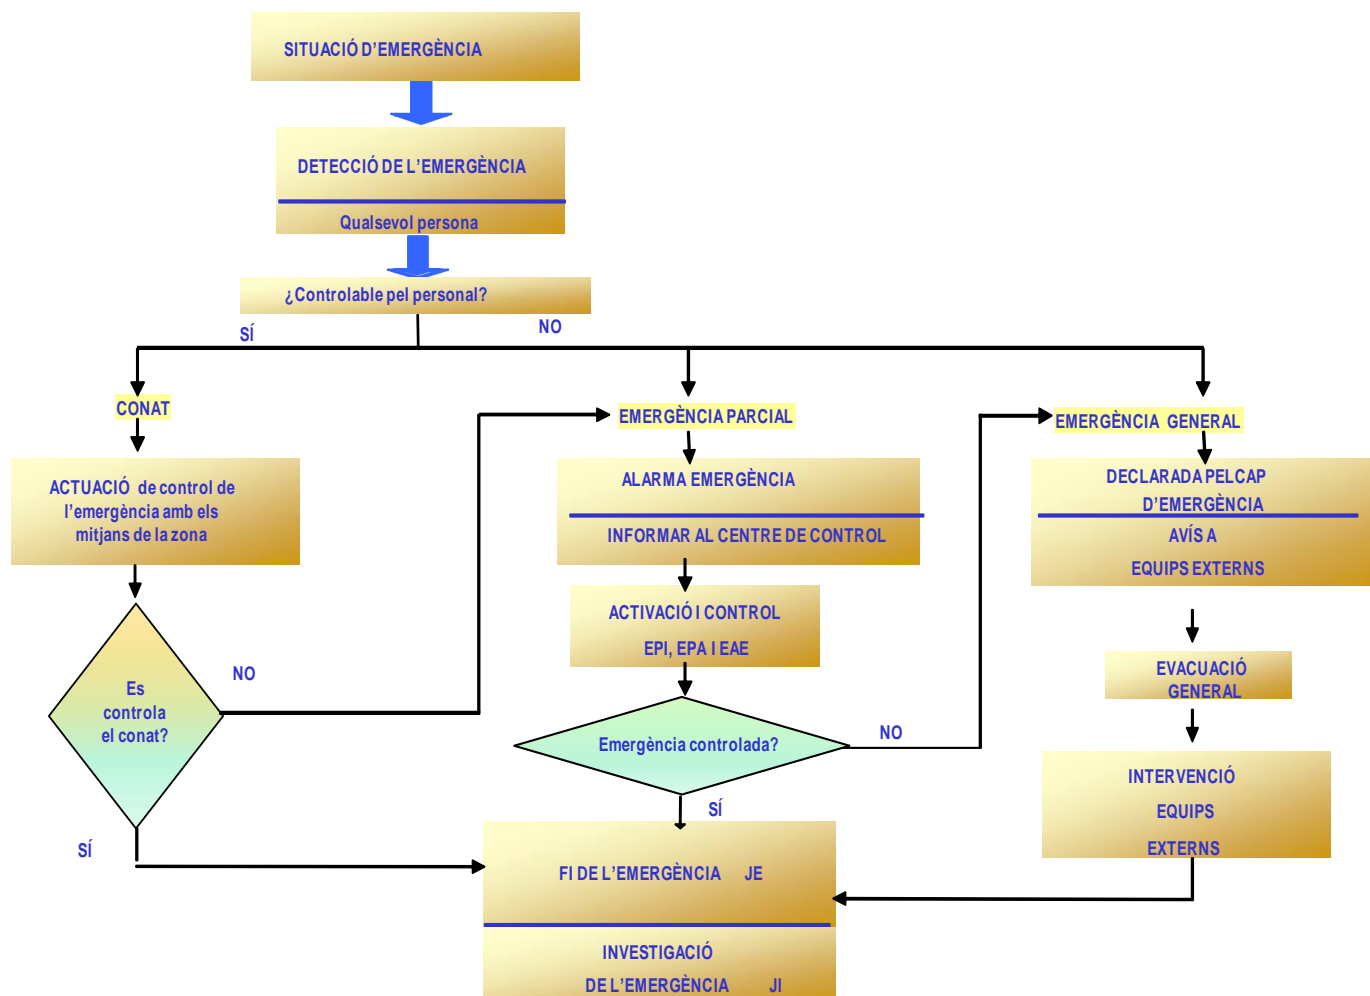 SITUACIÓ D'EMERGÈNCIA
DETECCIÓ DE L'EMERGÈNCIA
Qualsevol persona
¿Controlable pel personal?
SÍ
NO
CONAT
EMERGÈNCIA PARCIAL
EMERGÈNCIA GENERAL
ACTUACIÓ de control de
l'emergència amb els
mitjans de la zona
ALARMA EMERGÈNCIA
INFORMAR AL CENTRE DE CONTROL
DECLARADA PEL CAP
D'EMERGÈNCIA
AVÍS A
EQUIPS EXTERNS
ACTIVACIÓ I CONTROL
EPI, EPA I EAE
EVACUACIÓ
GENERAL
Es
controla
el conat?
NO
Emergència controlada?
NO
INTERVENCIÓ
EQUIPS
EXTERNS
SÍ
SÍ
FI DE L'EMERGÈNCIA JE
INVESTIGACIÓ
DE L'EMERGÈNCIA JI